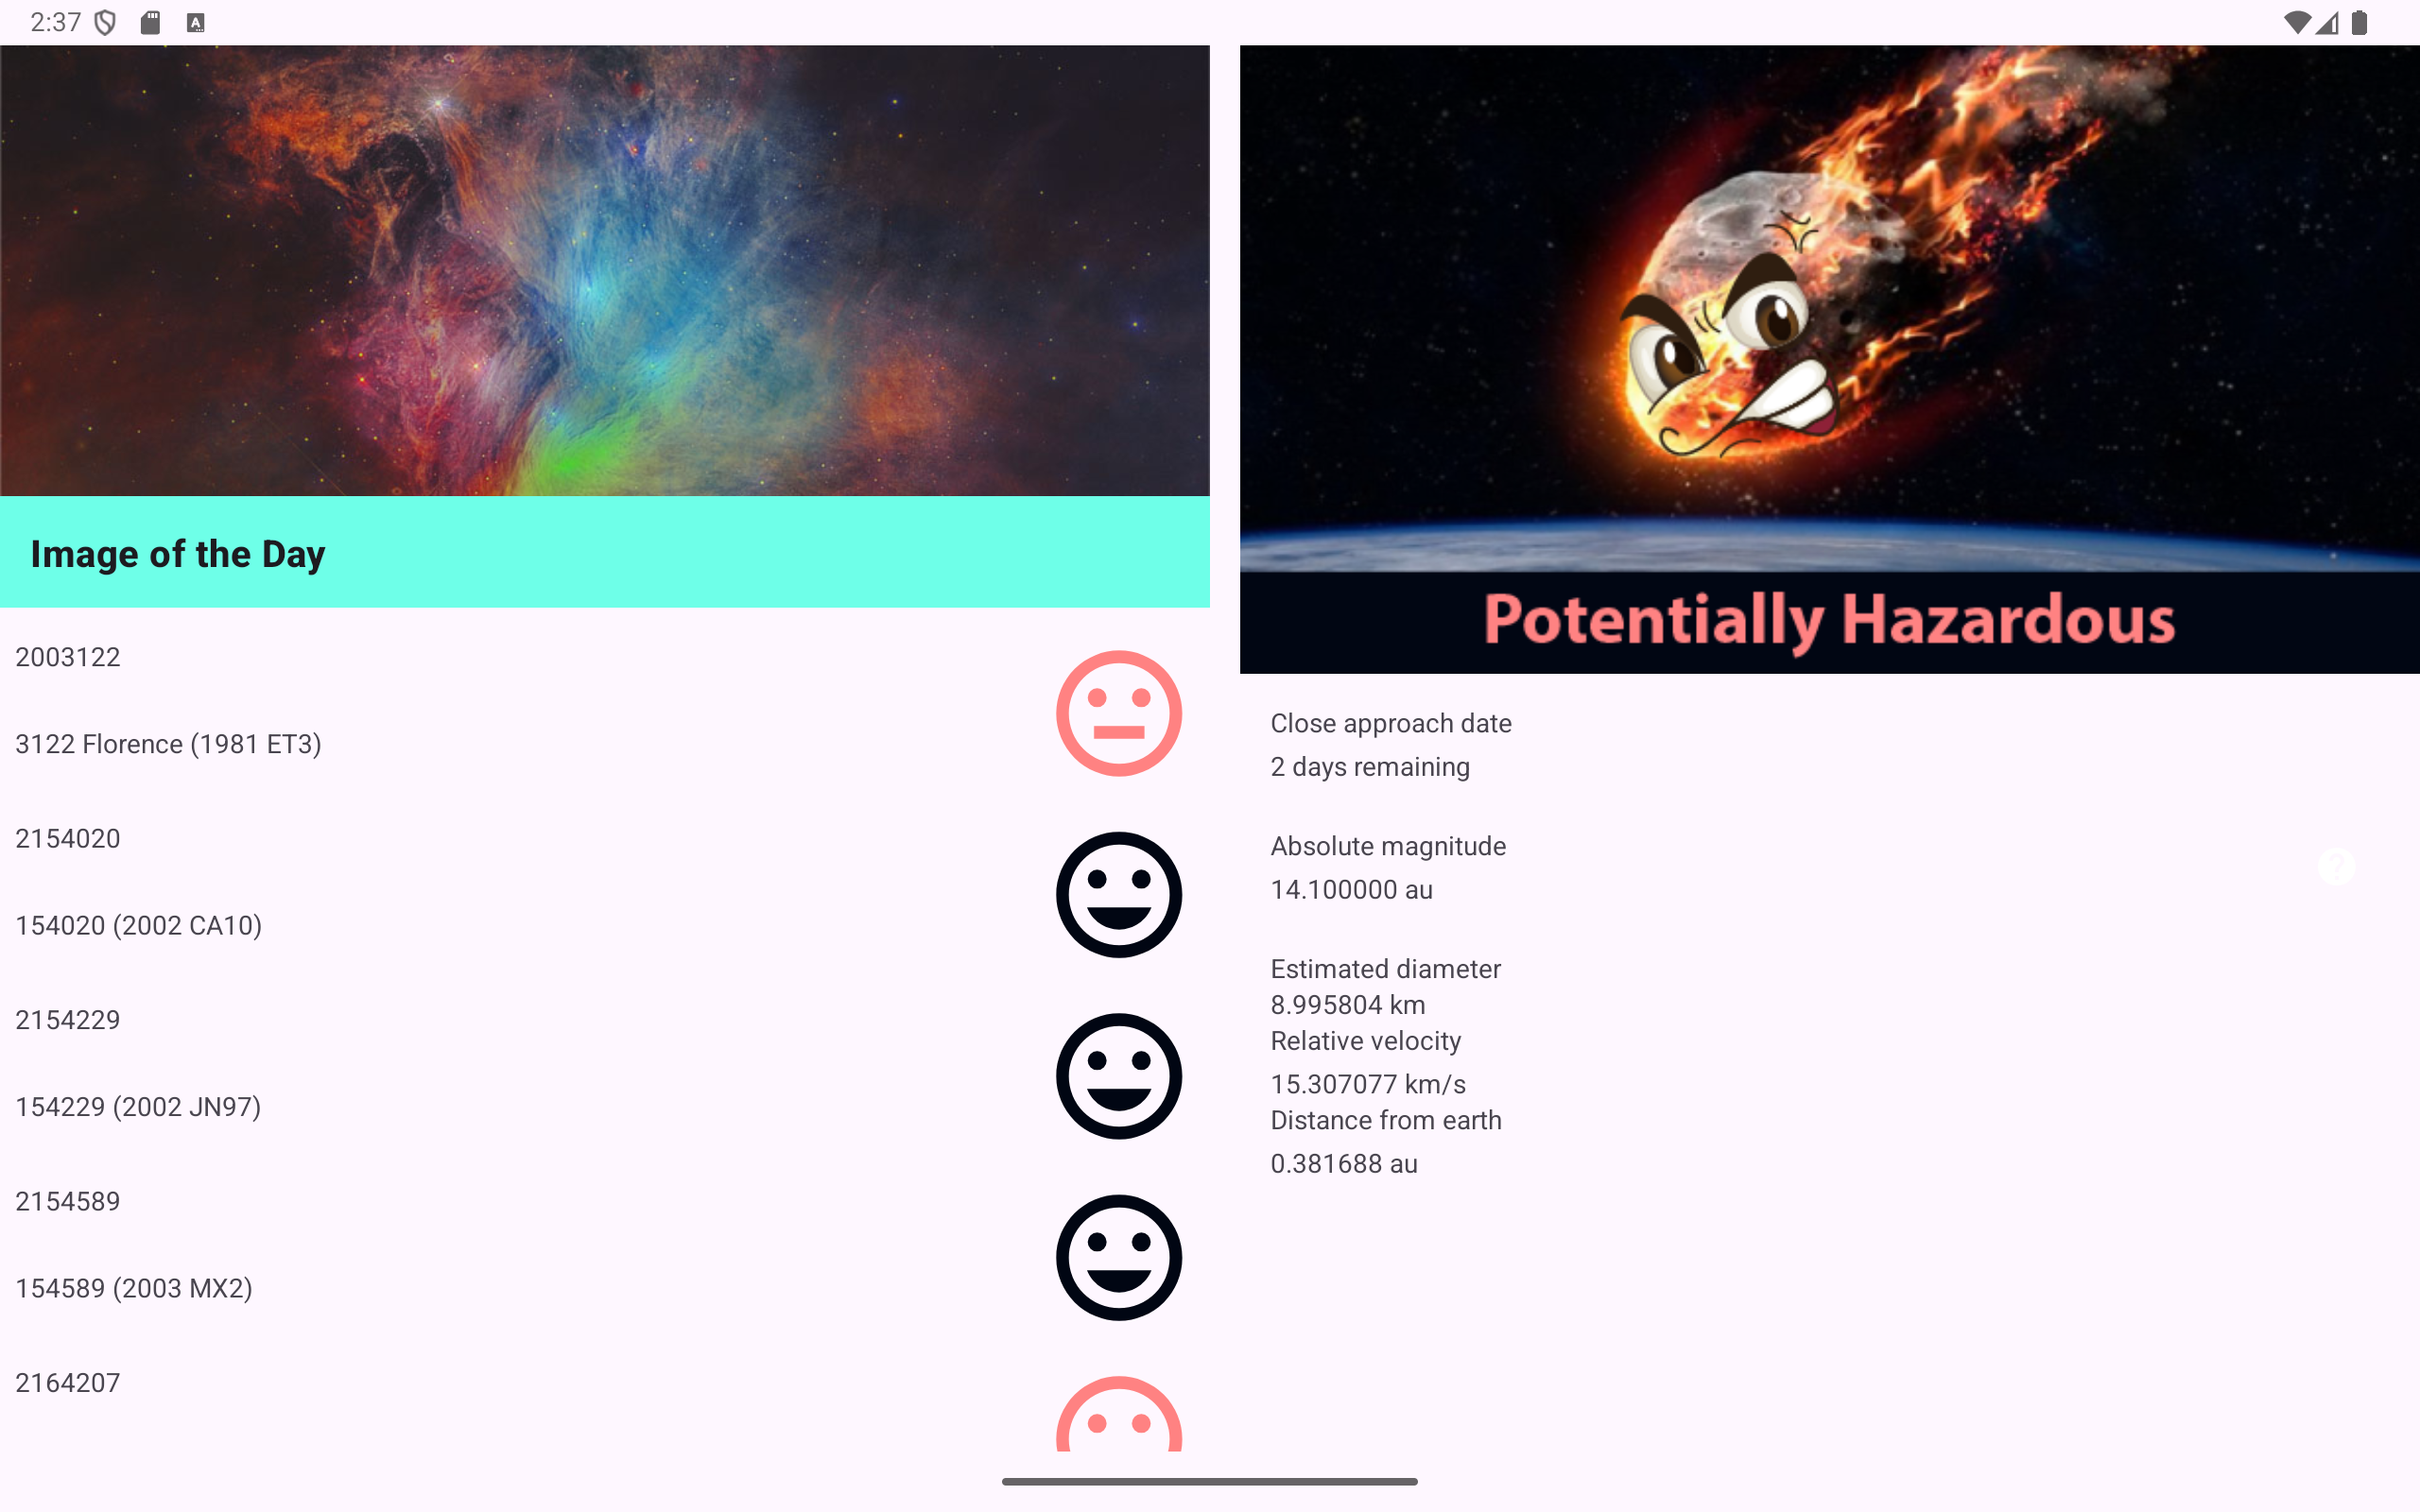 2:37
A
Image of the Day
2003122
3122 Florence (1981 ET3)
2154020
154020 (2002 CA10)
2154229
154229 (2002 JN97)
2154589
154589 (2003 MX2)
2164207
Potentially Hazardous
Close approach date
2 days remaining
Absolute magnitude
14.100000 au
?
Estimated diameter
8.995804 km
Relative velocity
15.307077 km/s
Distance from earth
0.381688 au